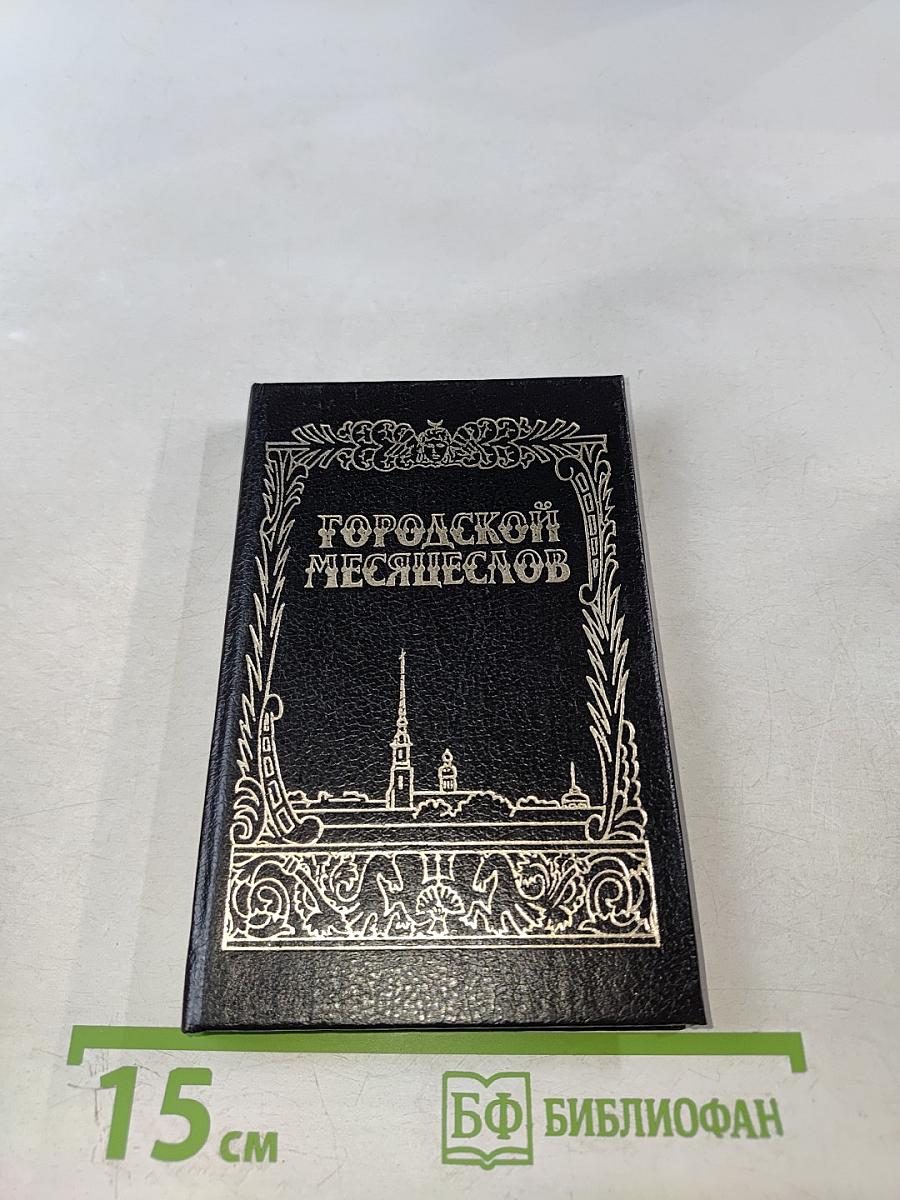 ГОРОДСКОЙ
МЕСЯЦЕСЛОВ
15 см
БФ БИБЛИОФАН